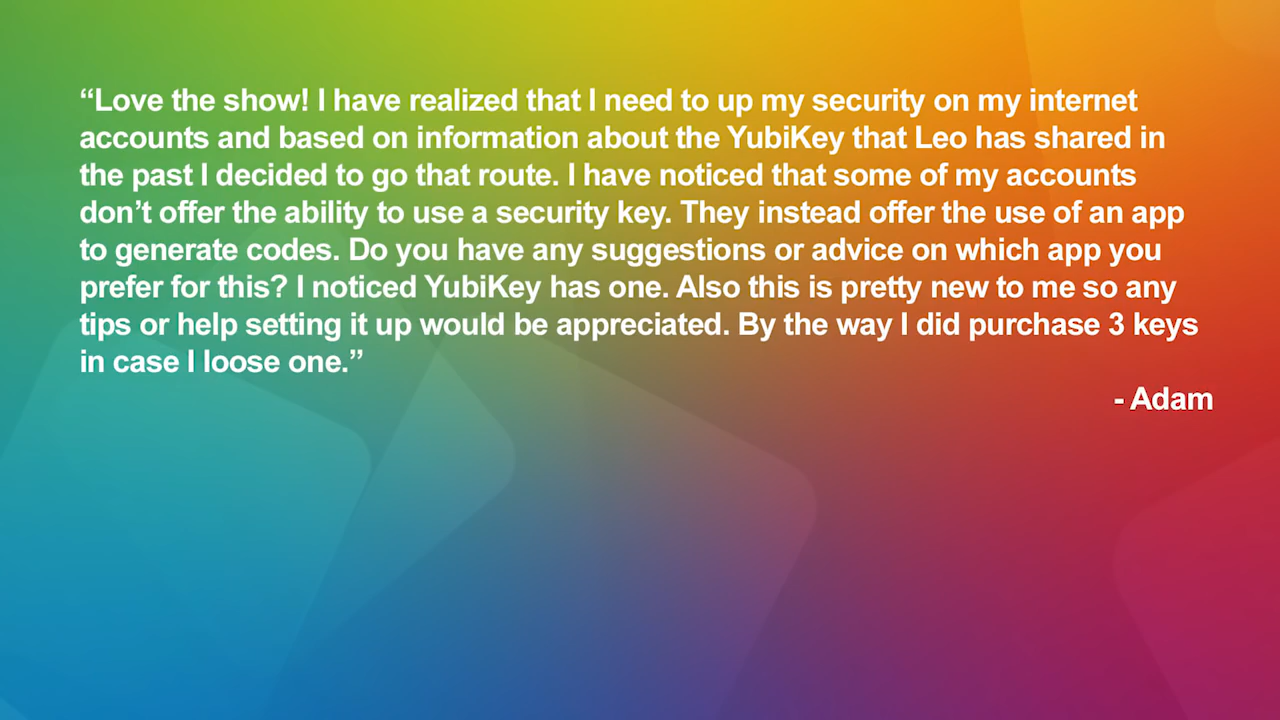 “Love the show! I have realized that I need to up my security on my internet
accounts and based on information about the YubiKey that Leo has shared in
the past I decided to go that route. I have noticed that some of my accounts
don’t offer the ability to use a security key. They instead offer the use of an app
to generate codes. Do you have any suggestions or advice on which app you
prefer for this? I noticed YubiKey has one. Also this is pretty new to me so any
tips or help setting it up would be appreciated. By the way I did purchase 3 keys
in case I loose one.”
- Adam